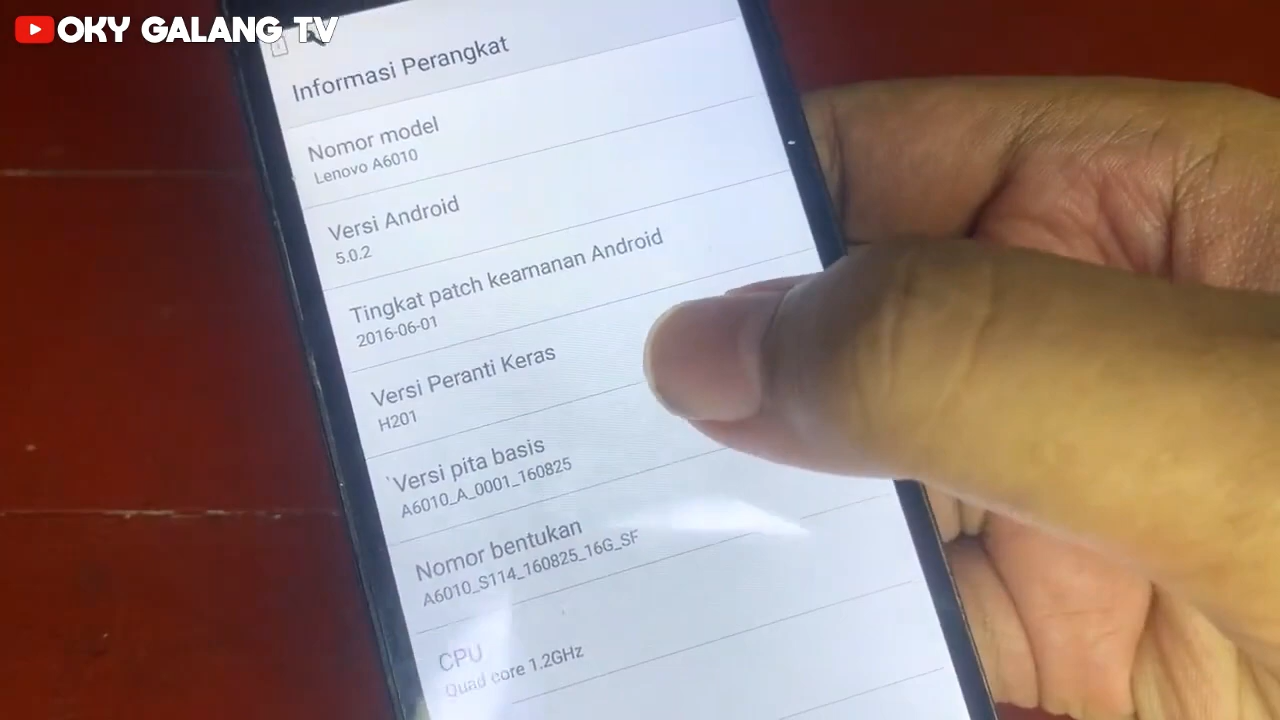 OKY GALANG TV
Informasi Perangkat
Nomor model
Lenovo A6010
Versi Android
5.0.2
Tingkat patch keamanan Android
2016-06-01
Versi Peranti Keras
H201
Versi pita basis
A6010_A_0001_160825
Nomor bentukan
A6010_S114_160825_16G_SF
CPU
Quad core 1.2GHz